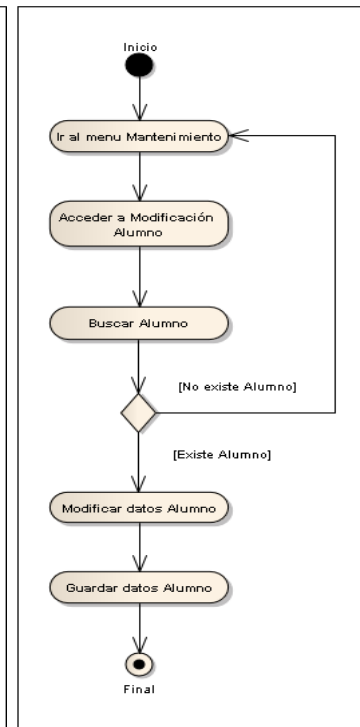 Inicio
Ir al menu Mantenimiento
Acceder a Modificación
Alumno
Buscar Alumno
[No existe Alumno]
[Existe Alumno]
Modificar datos Alumno
Guardar datos Alumno
Final